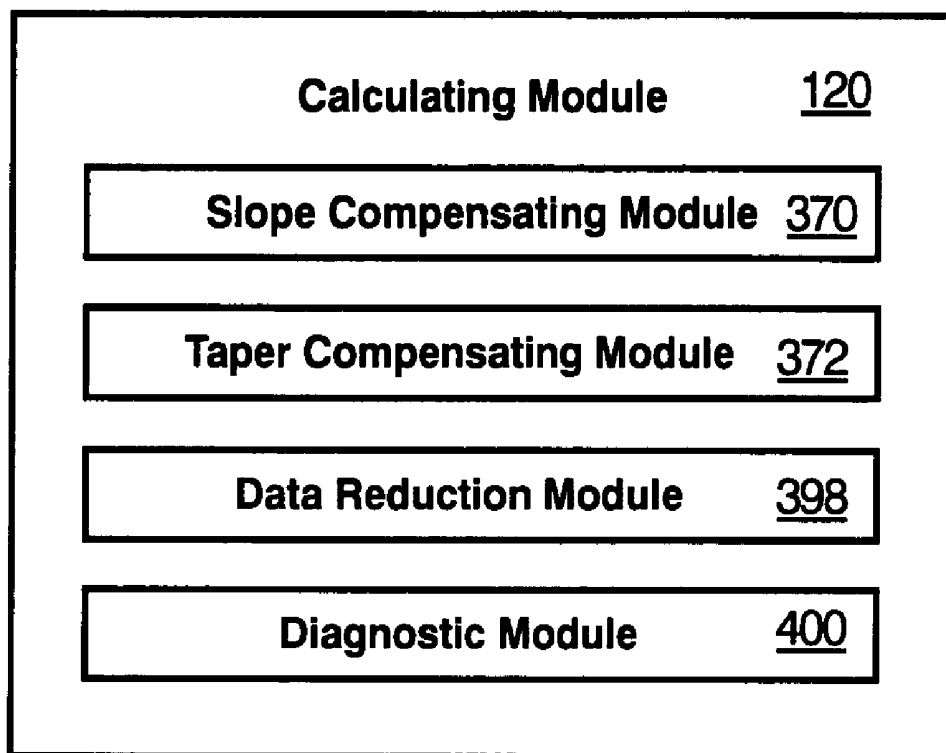 Calculating Module 120
Slope Compensating Module 370
Taper Compensating Module 372
Data Reduction Module 398
Diagnostic Module 400